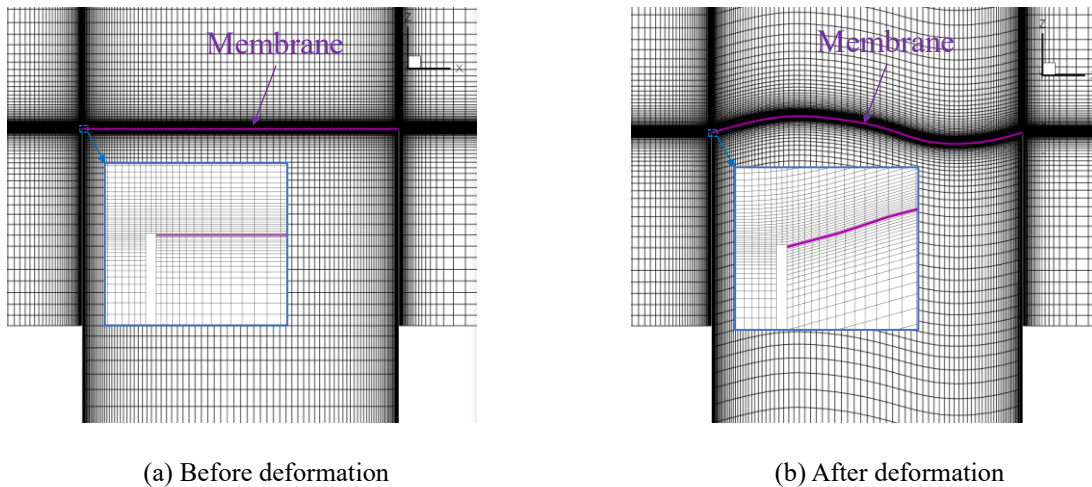 Membrane
Z
X
Membrane
Z
(a) Before deformation
(b) After deformation